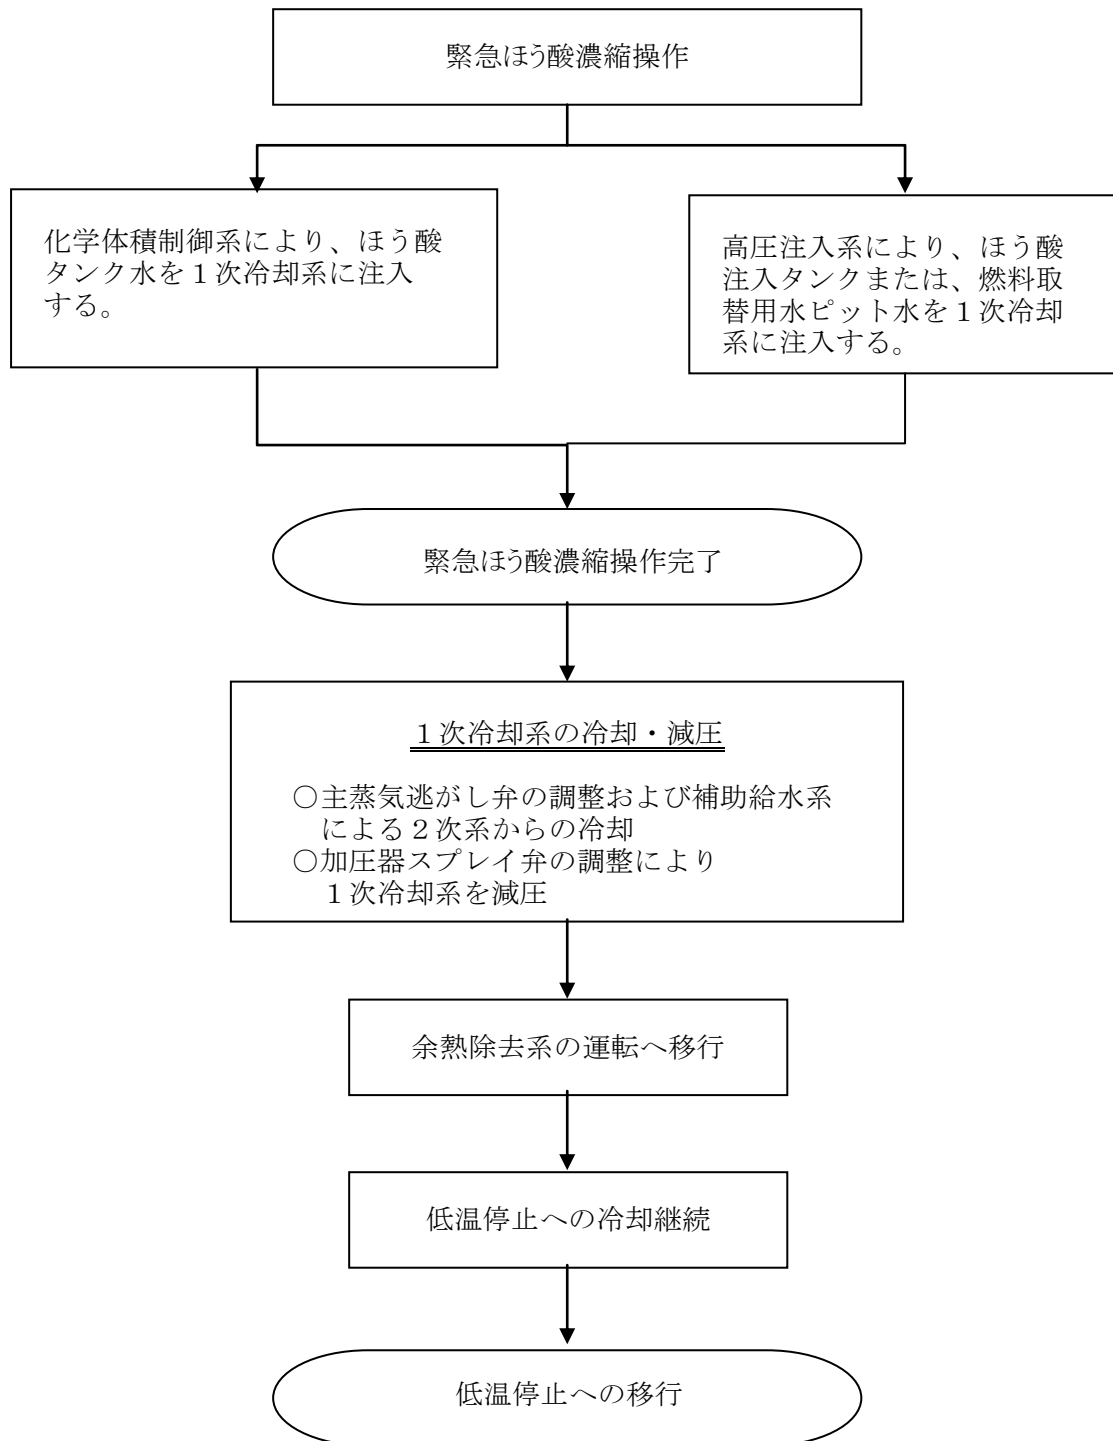 緊急ほう酸濃縮操作
化学体積制御系により、ほう酸
タンク水を１次冷却系に注入
する。
高圧注入系により、ほう酸
注入タンクまたは、燃料取
替用水ピット水を１次冷却
系に注入する。
緊急ほう酸濃縮操作完了
１次冷却系の冷却・減圧
○主蒸気逃がし弁の調整および補助給水系
による２次系からの冷却
○加圧器スプレイ弁の調整により
１次冷却系を減圧
余熱除去系の運転へ移行
低温停止への冷却継続
低温停止への移行